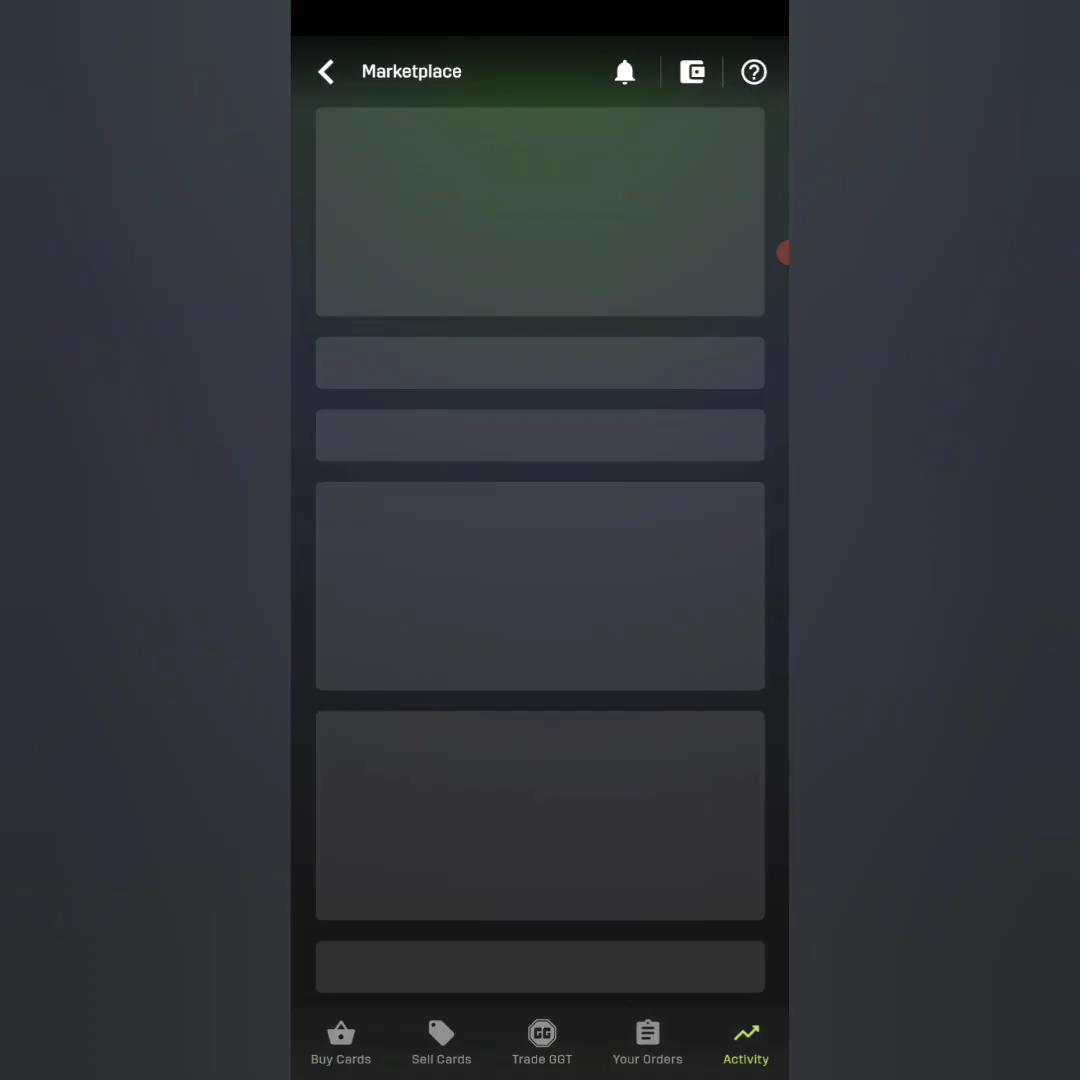 Marketplace
Buy Cards
Sell Cards
GG
Trade GGT
Your Orders
Activity